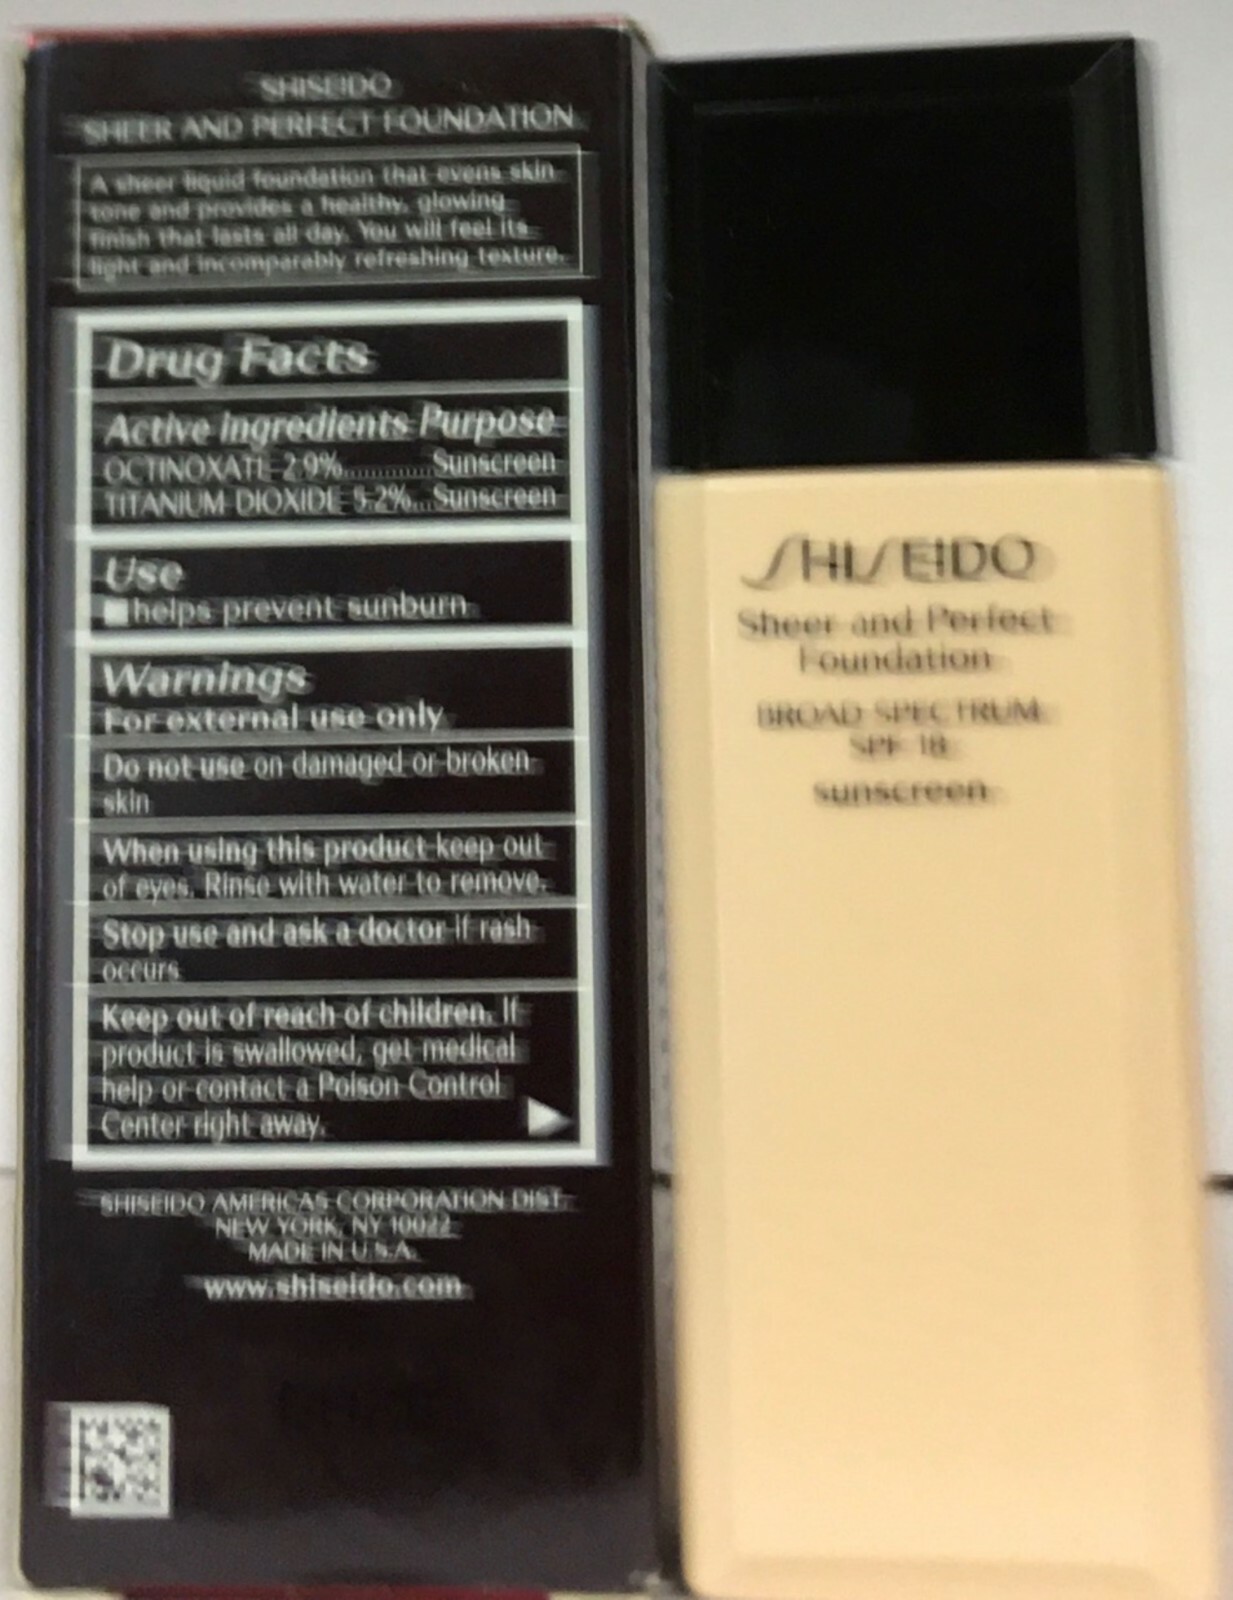 SHISEIDO
SHEER AND PERFECT FOUNDATION
A sheer liquid foundation that evens skin
tone and provides a healthy, glowing
finish that lasts all day. You will feel its
light and incomparably refreshing texture.
Drug Facts
Active ingredients Purpose
OCTINOXATE 2.9%............Sunscreen
TITANIUM DIOXIDE 5.2%...Sunscreen
Use
helps prevent sunburn.
Warnings
For external use only
Do not use on damaged or broken
skin
When using this product keep out
of eyes. Rinse with water to remove.
Stop use and ask a doctor if rash
occurs
Keep out of reach of children. If
product is swallowed, get medical
help or contact a Poison Control
Center right away.
SHISEIDO AMERICAS CORPORATION DIST.
NEW YORK, NY 10022
MADE IN U.S.A.
www.shiseido.com
SHISEIDO
Sheer and Perfect
Foundation
BROAD SPECTRUM
SPF 18
sunscreen